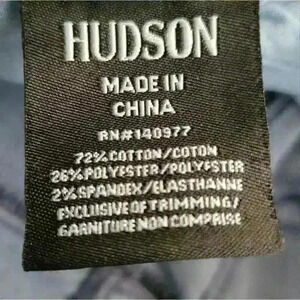 HUDSON
MADE IN
CHINA
RN#140977
72%COTTON/COTON
26%POLYESTER/POLYESTER
2%SPANDEX/ELASTHANNE
EXCLUSIVE OF TRIMMING/
GARNITURE NON COMPRISE